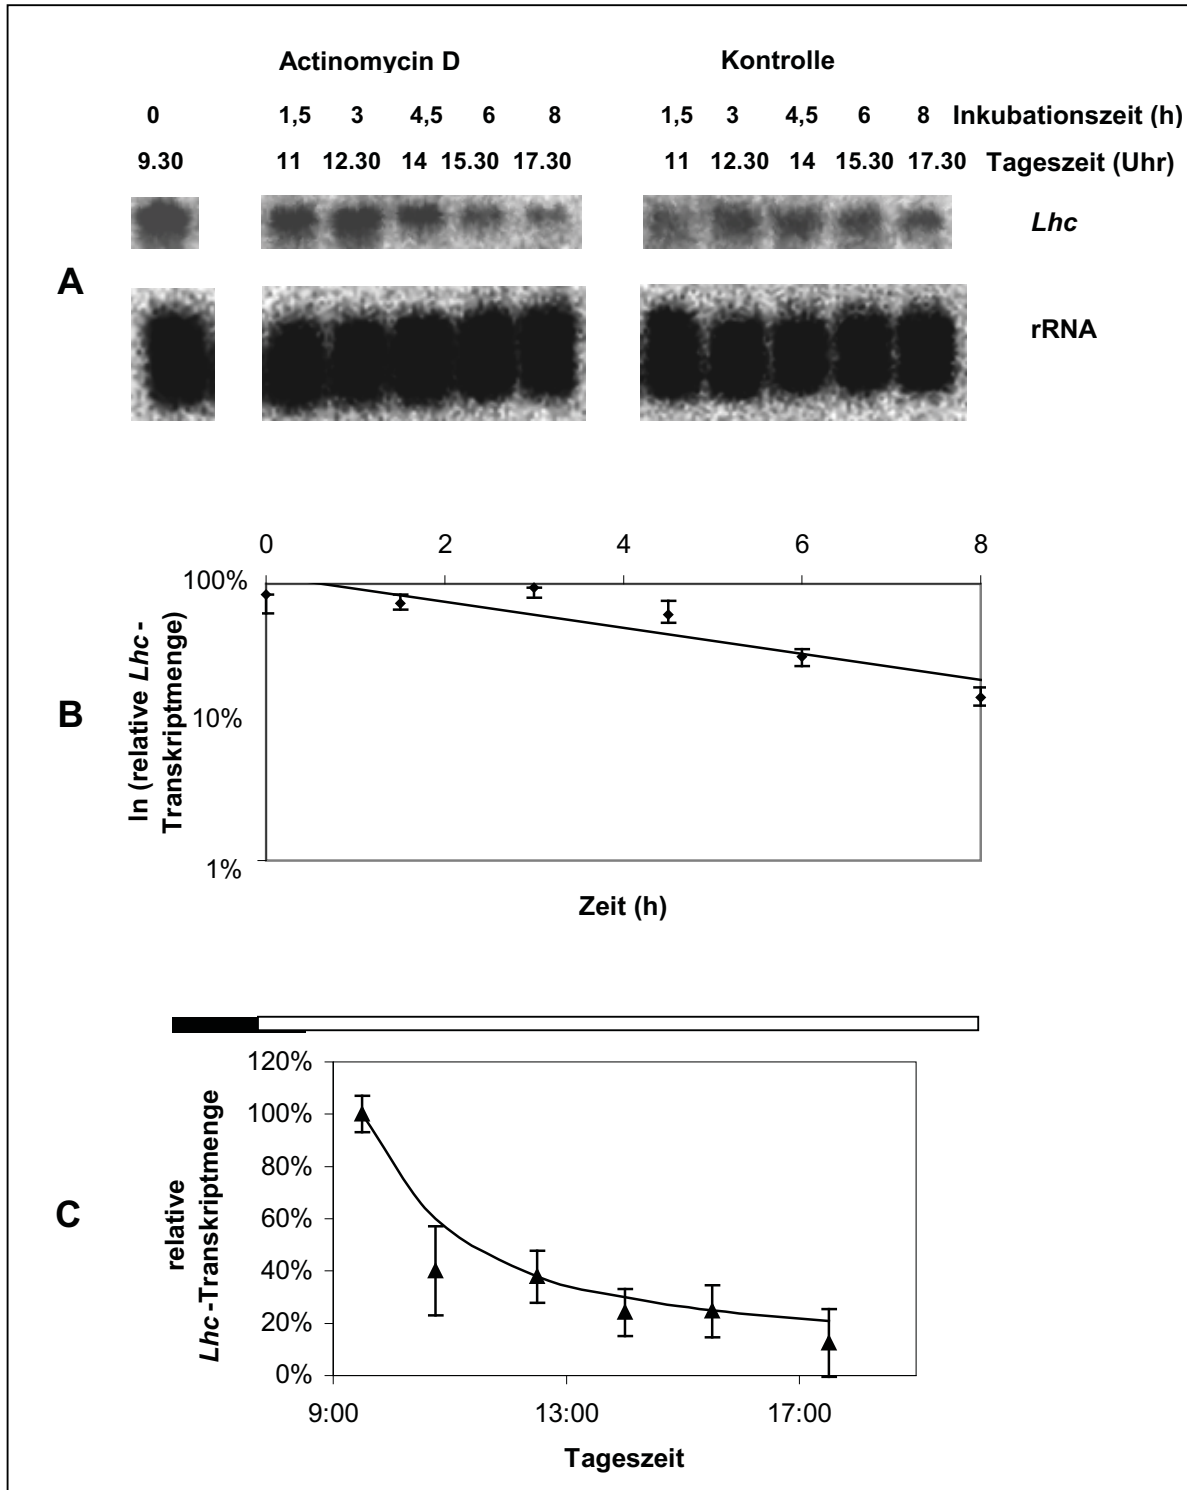 Actinomycin D Kontrolle
0 1,5 3 4,5 6 8 1,5 3 4,5 6 8 Inkubationszeit (h)
9.30 11 12.30 14 15.30 17.30 11 12.30 14 15.30 17.30 Tageszeit (Uhr)
Lhc
A
rRNA
0 2 4 6 8
100%
10%
1%
ln (relative Lhc -
Transkriptmenge)
B
Zeit (h)
120%
100%
80%
60%
40%
20%
0%
relative
Lhc -Transkriptmenge
C
9:00 13:00 17:00
Tageszeit